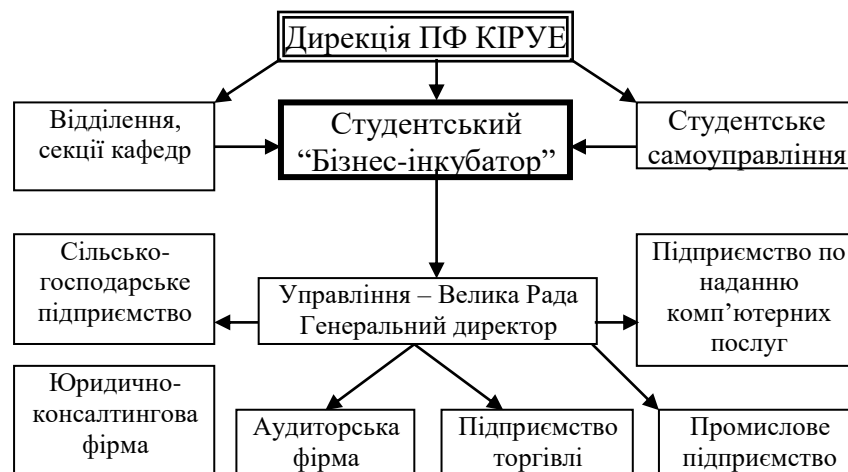 Дирекція ПФ КІРУЕ
Відділення,
секції кафедр
Студентський
“Бізнес-інкубатор”
Студентське
самоуправління
Сільсько-
господарське
підприємство
Управління – Велика Рада
Генеральний директор
Підприємство по
наданню
комп’ютерних
послуг
Юридично-
консалтингова
фірма
Аудиторська
фірма
Підприємство
торгівлі
Промислове
підприємство